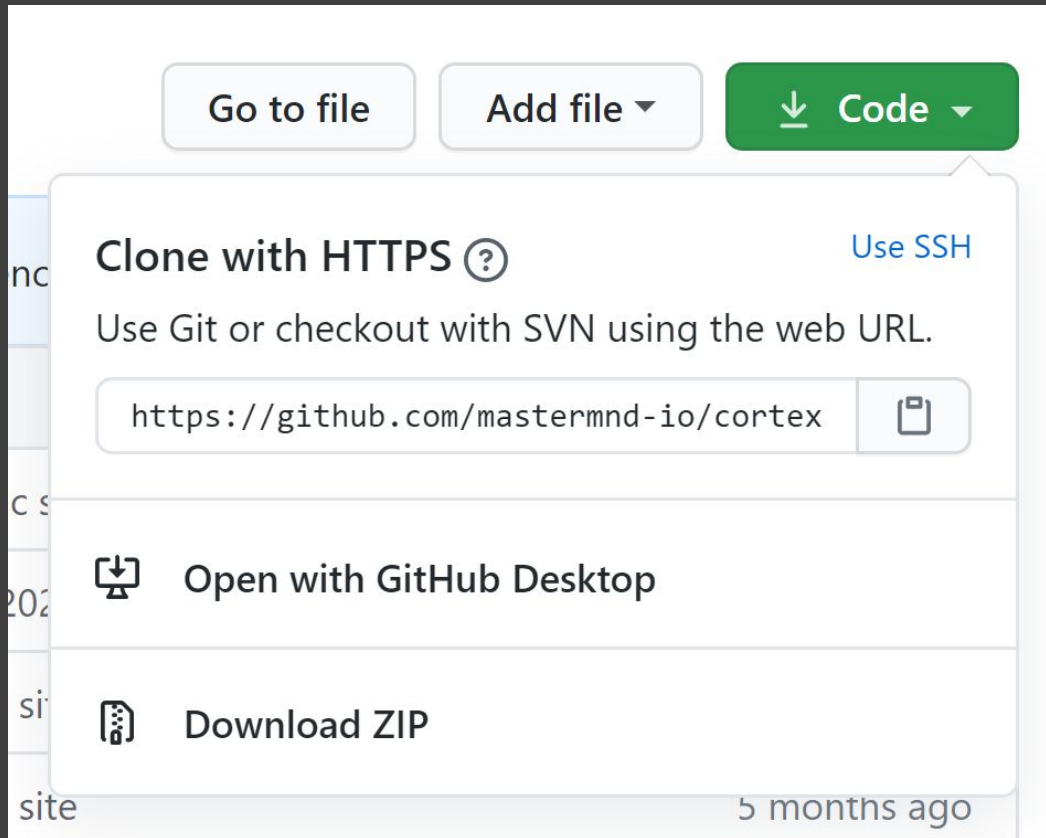 Go to file
Add file
Code
Clone with HTTPS
Use SSH
Use Git or checkout with SVN using the web URL.
https://github.com/mastermnd-io/cortex
Open with GitHub Desktop
Download ZIP
site
5 months ago